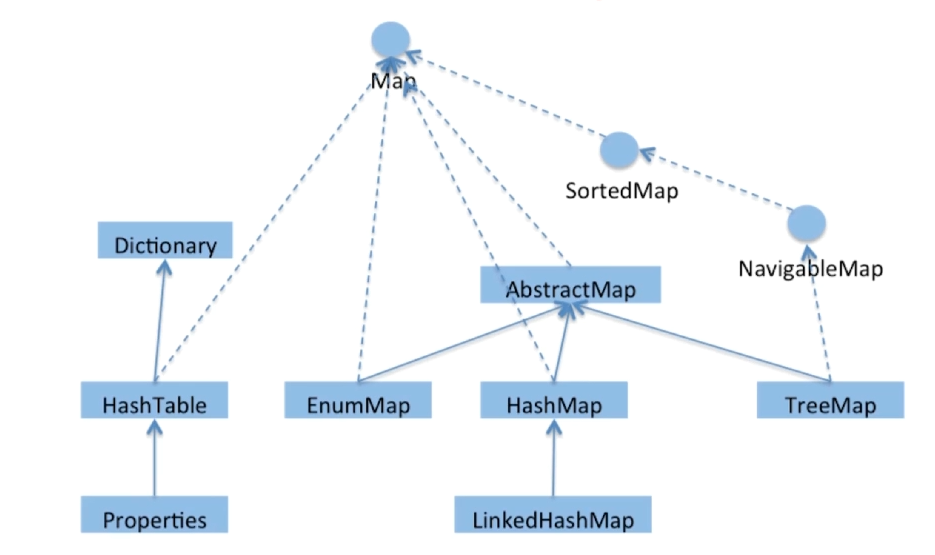 Map
SortedMap
Dictionary
NavigableMap
AbstractMap
HashTable
EnumMap
HashMap
TreeMap
Properties
LinkedHashMap